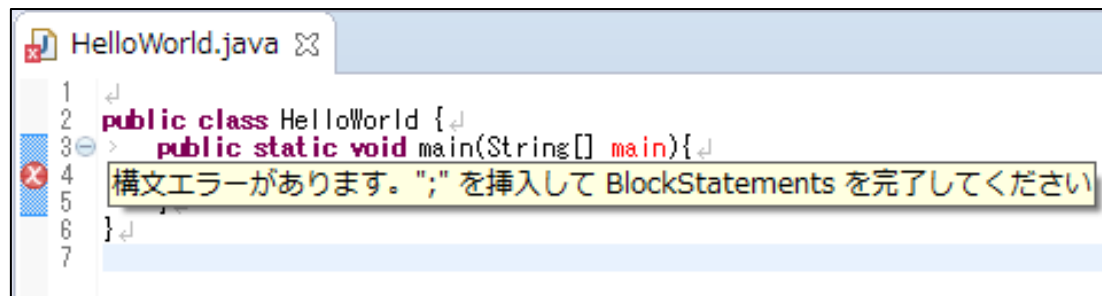 HelloWorld.java
1
2 public class HelloWorld {
3 public static void main(String[] main){
4 構文エラーがあります。";" を挿入して BlockStatements を完了してください
5
6 }
7